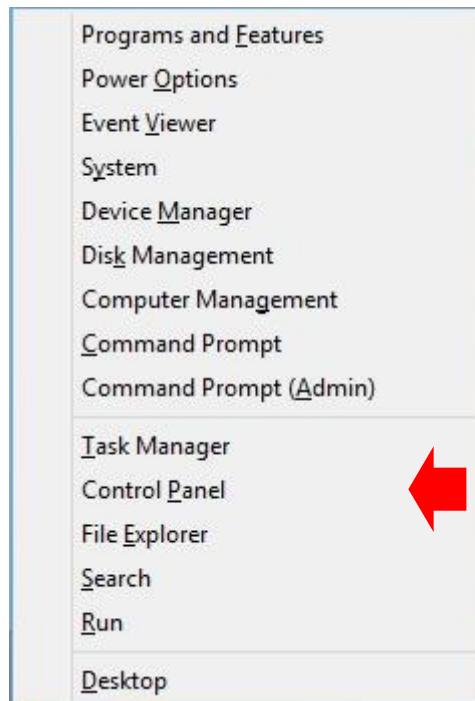 Programs and Features
Power Options
Event Viewer
System
Device Manager
Disk Management
Computer Management
Command Prompt
Command Prompt (Admin)
Task Manager
Control Panel
File Explorer
Search
Run
Desktop